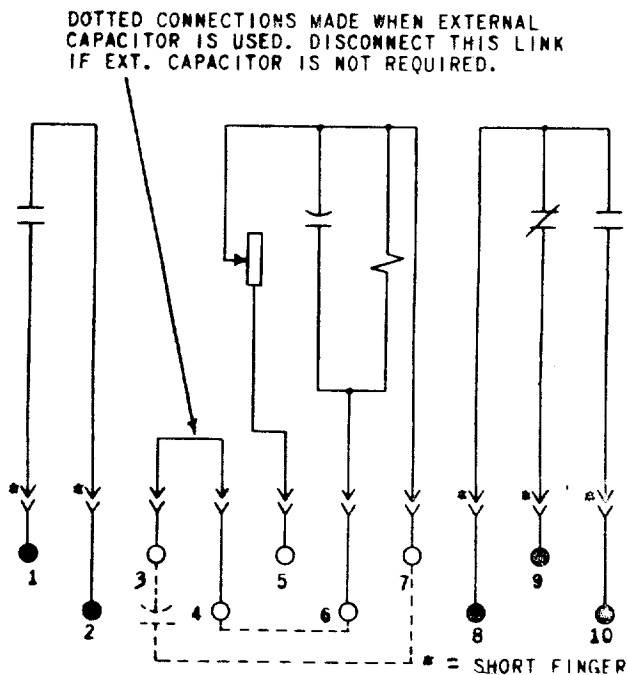 DOTTED CONNECTIONS MADE WHEN EXTERNAL
CAPACITOR IS USED. DISCONNECT THIS LINK
IF EXT. CAPACITOR IS NOT REQUIRED.
* * * * *
1 3 5 7 9
2 4 6 8 10
* = SHORT FINGER